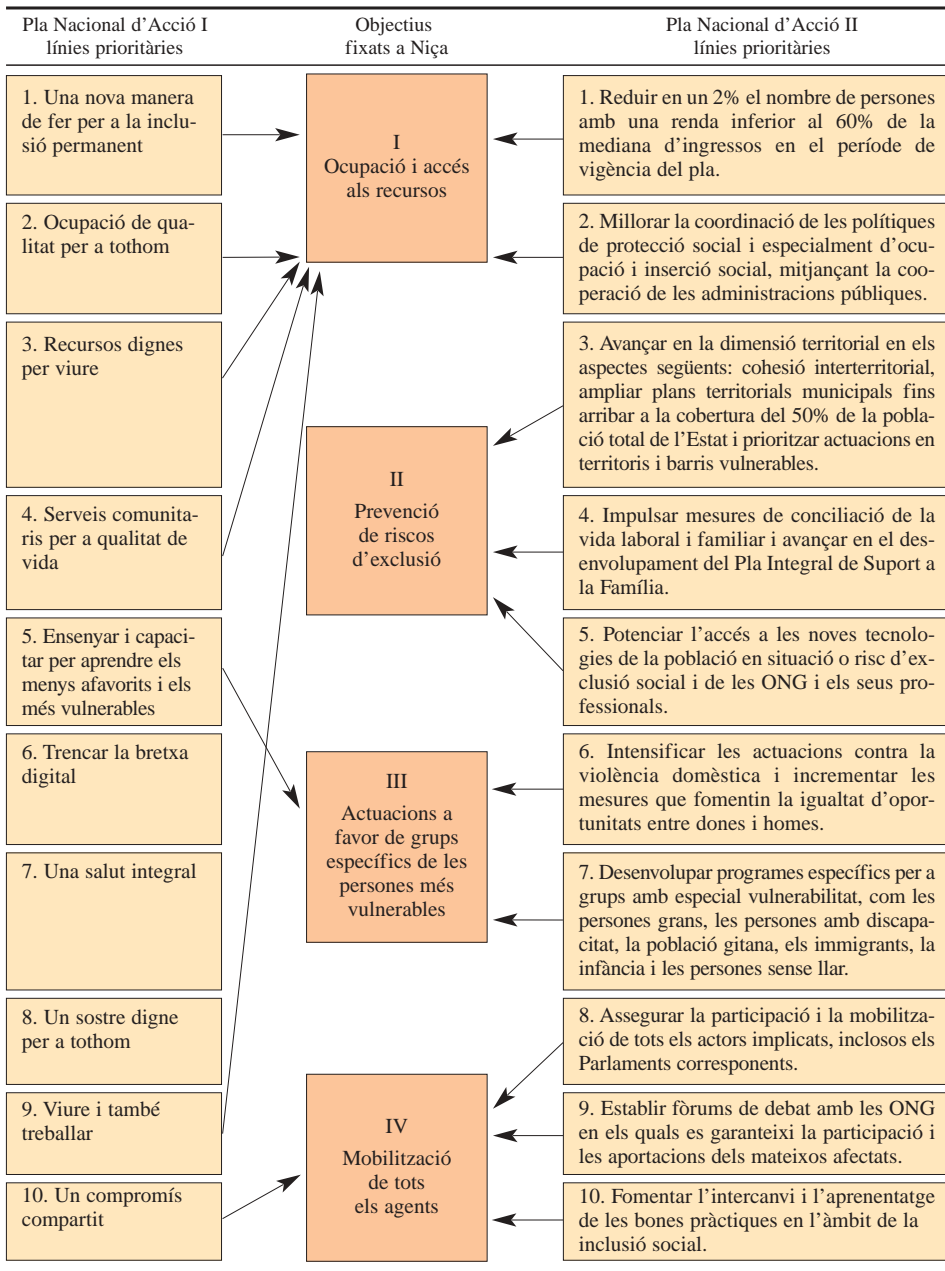 Pla Nacional d’Acció I
línies prioritàries
Objectius
fixats a Niça
Pla Nacional d’Acció II
línies prioritàries
1. Una nova manera
de fer per a la inclu-
sió permanent
2. Ocupació de qua-
litat per a tothom
3. Recursos dignes
per viure
4. Serveis comunita-
ris per a qualitat de
vida
5. Ensenyar i capaci-
tar per aprendre els
menys afavorits i els
més vulnerables
6. Trencar la bretxa
digital
7. Una salut integral
8. Un sostre digne
per a tothom
9. Viure i també
treballar
10. Un compromís
compartit
I
Ocupació i accés
als recursos
II
Prevenció
de riscos
d’exclusió
III
Actuacions a
favor de grups
específics de les
persones més
vulnerables
IV
Mobilització
de tots
els agents
1. Reduir en un 2% el nombre de persones
amb una renda inferior al 60% de la
mediana d’ingressos en el període de
vigència del pla.
2. Millorar la coordinació de les polítiques
de protecció social i especialment d’ocu-
pació i inserció social, mitjançant la coo-
peració de les administracions públiques.
3. Avançar en la dimensió territorial en els
aspectes següents: cohesió interterritorial,
ampliar plans territorials municipals fins
arribar a la cobertura del 50% de la pobla-
ció total de l’Estat i prioritzar actuacions en
territoris i barris vulnerables.
4. Impulsar mesures de conciliació de la
vida laboral i familiar i avançar en el des-
envolupament del Pla Integral de Suport a
la Família.
5. Potenciar l’accés a les noves tecnolo-
gies de la població en situació o risc d’ex-
clusió social i de les ONG i els seus pro-
fessionals.
6. Intensificar les actuacions contra la
violència domèstica i incrementar les
mesures que fomentin la igualtat d’opor-
tunitats entre dones i homes.
7. Desenvolupar programes específics per a
grups amb especial vulnerabilitat, com les
persones grans, les persones amb discapa-
citat, la població gitana, els immigrants, la
infància i les persones sense llar.
8. Assegurar la participació i la mobilitza-
ció de tots els actors implicats, inclosos els
Parlaments corresponents.
9. Establir fòrums de debat amb les ONG
en els quals es garanteixi la participació i
les aportacions dels mateixos afectats.
10. Fomentar l’intercanvi i l’aprenentatge
de les bones pràctiques en l’àmbit de la
inclusió social.